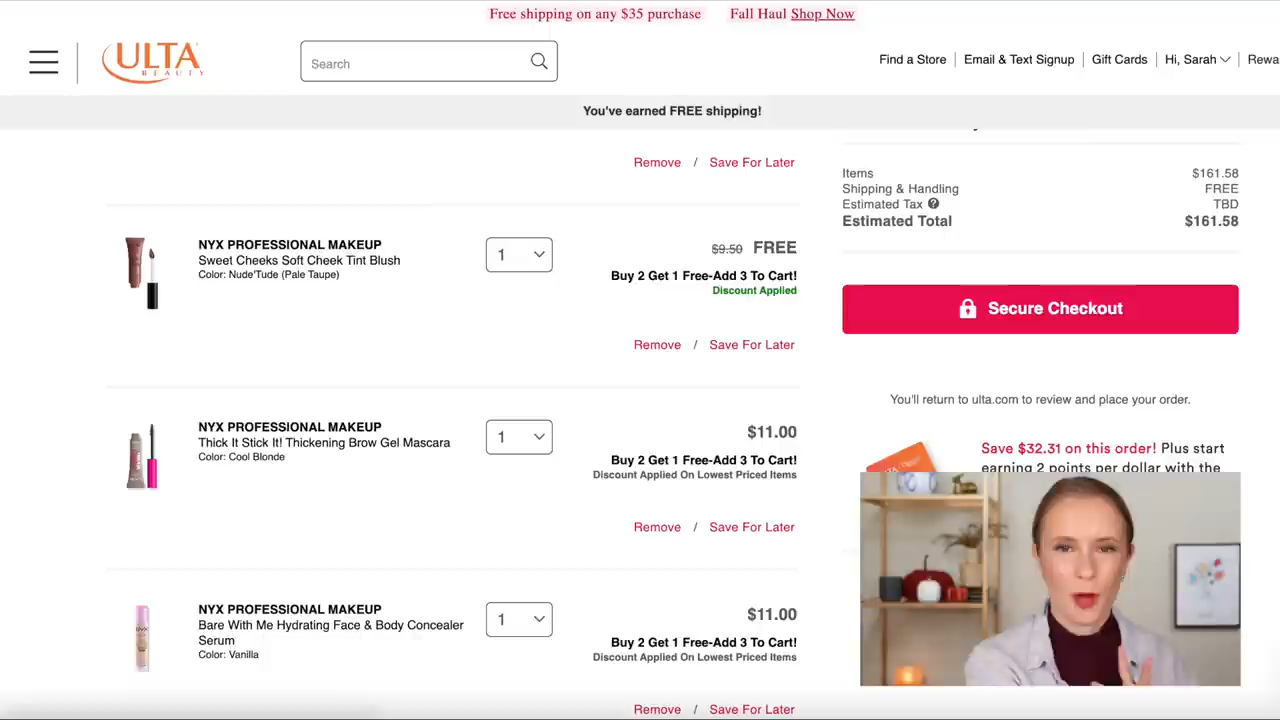 Free shipping on any $35 purchase Fall Haul Shop Now
ULTA
BEAUTY
Search
Find a Store Email & Text Signup Gift Cards Hi, Sarah Rewa
You've earned FREE shipping!
Remove / Save For Later
Items $161.58
Shipping & Handling FREE
Estimated Tax TBD
Estimated Total $161.58
Secure Checkout
You'll return to ulta.com to review and place your order.
Save $32.31 on this order! Plus start
earning 2 points per dollar with the
NYX PROFESSIONAL MAKEUP
Sweet Cheeks Soft Cheek Tint Blush
Color: Nude'Tude (Pale Taupe)
1
$9.50 FREE
Buy 2 Get 1 Free-Add 3 To Cart!
Discount Applied
Remove / Save For Later
NYX PROFESSIONAL MAKEUP
Thick It Stick It! Thickening Brow Gel Mascara
Color: Cool Blonde
1
$11.00
Buy 2 Get 1 Free-Add 3 To Cart!
Discount Applied On Lowest Priced Items
Remove / Save For Later
NYX PROFESSIONAL MAKEUP
Bare With Me Hydrating Face & Body Concealer
Serum
Color: Vanilla
1
$11.00
Buy 2 Get 1 Free-Add 3 To Cart!
Discount Applied On Lowest Priced Items
Remove / Save For Later